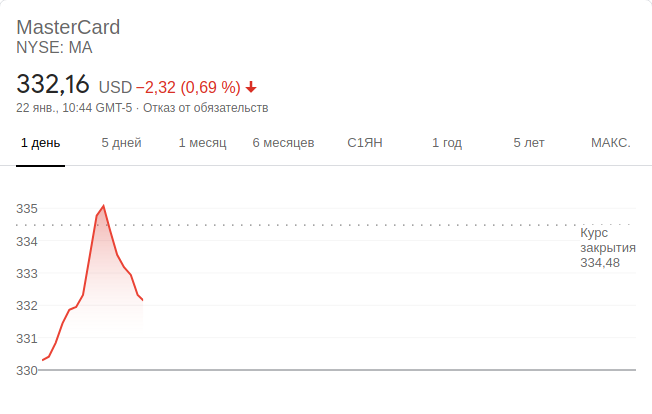 MasterCard
NYSE: MA
332,16 USD −2,32 (0,69 %)
22 янв., 10:44 GMT-5 · Отказ от обязательств
1 день 5 дней 1 месяц 6 месяцев С1ЯН 1 год 5 лет МАКС.
335
334
333
332
331
330
Курс
закрытия
334,48